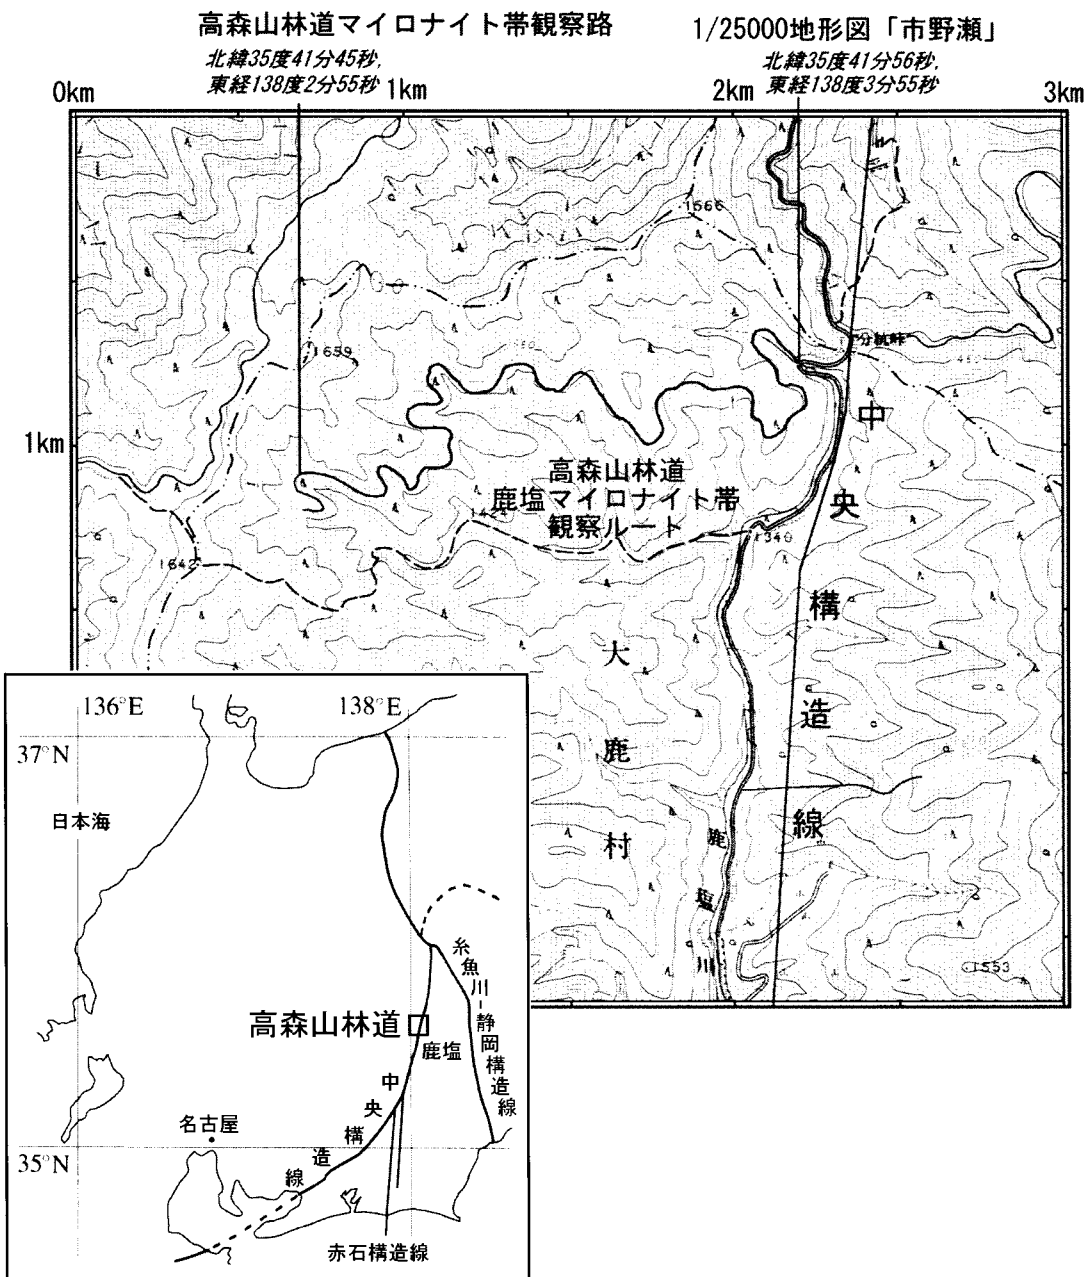 高森山林道マイロナイト帯観察路
1/25000地形図「市野瀬」
北緯35度41分45秒,
東経138度2分55秒
北緯35度41分56秒,
東経138度3分55秒
0km
1km
2km
3km
1666
1659
分杭峠
1km
中
央
構
造
線
高森山林道
鹿塩マイロナイト帯
観察ルート
1424
1340
1642
大
鹿
村
鹿
塩
川
1553
136°E
138°E
37°N
日本海
糸魚川-静岡構造線
高森山林道
鹿塩
中央構造線
名古屋
35°N
赤石構造線